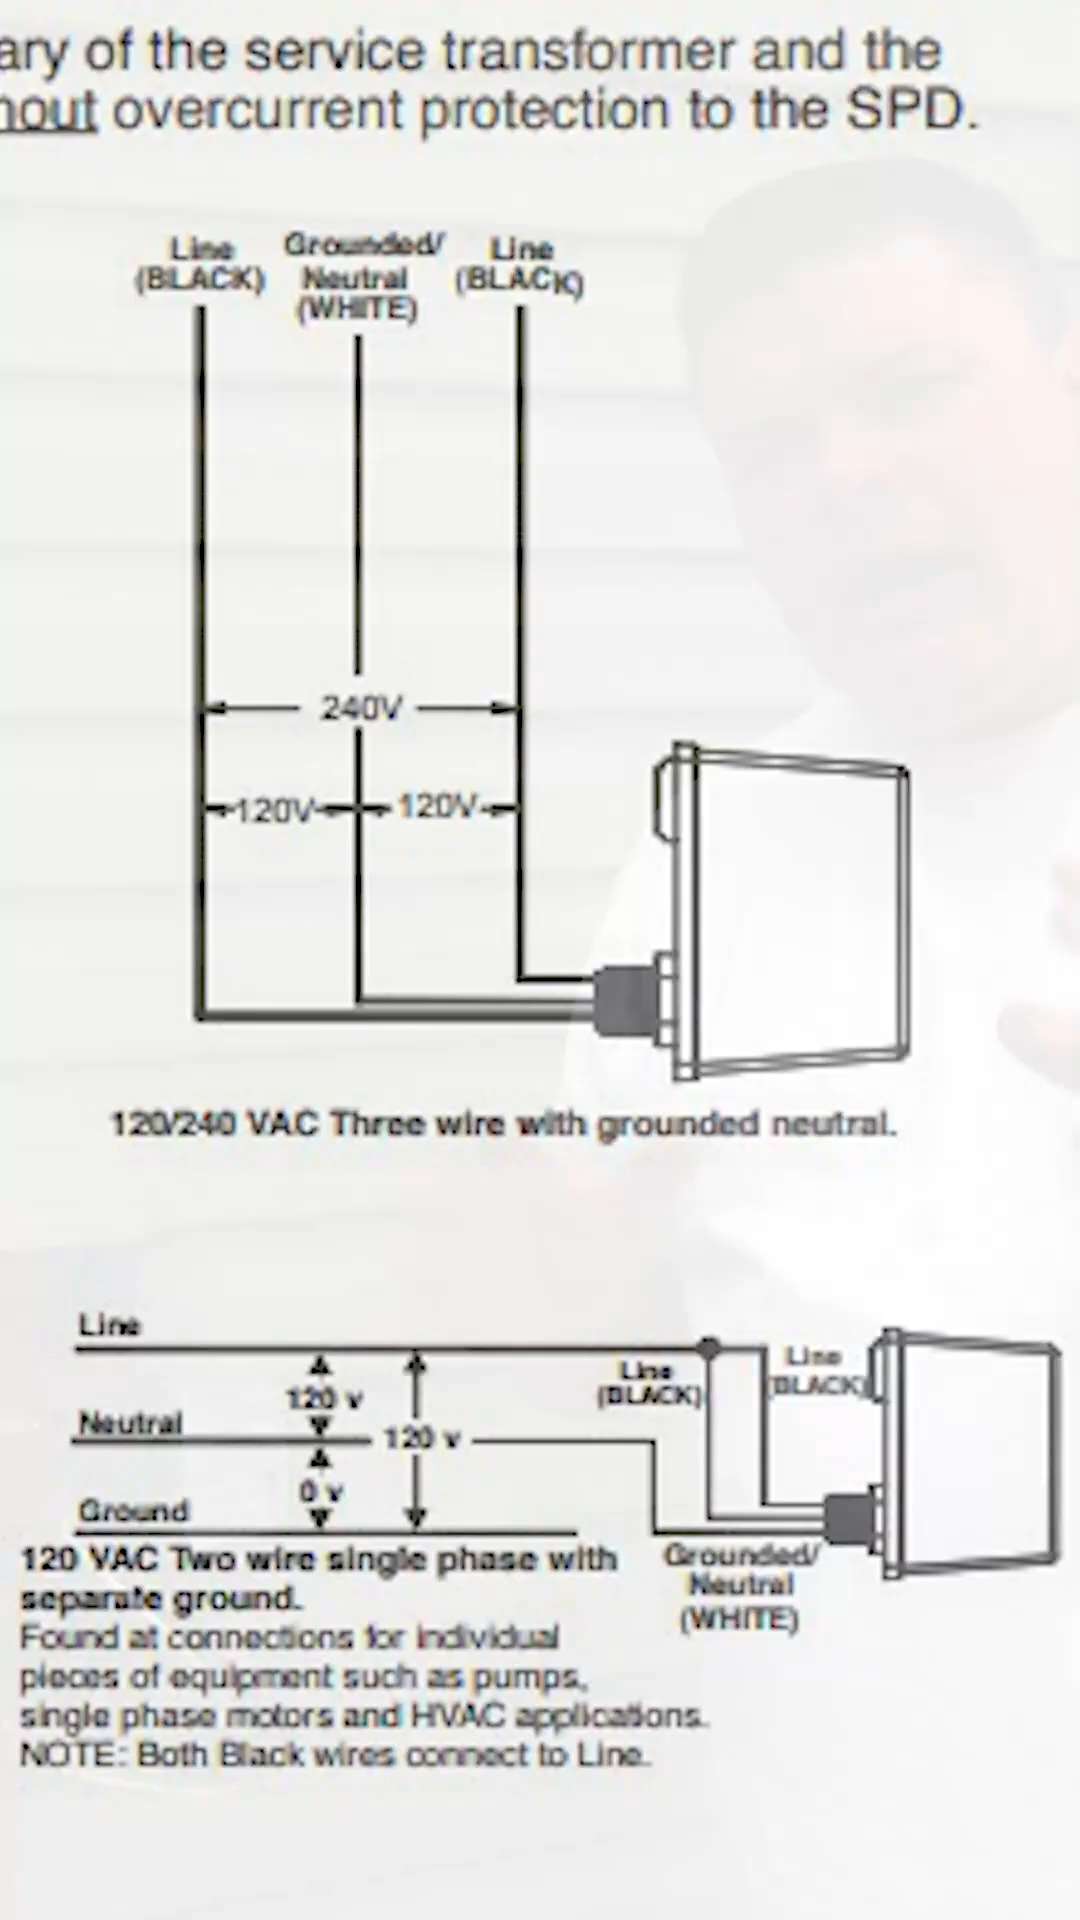 ary of the service transformer and the
hout overcurrent protection to the SPD.
Line
(BLACK)
Grounded/
Neutral
(WHITE)
Line
(BLACK)
240V
120V 120V
120/240 VAC Three wire with grounded neutral.
Line
120 v
Neutral
120 v
0 v
Ground
Line
(BLACK)
Line
(BLACK)
Grounded/
Neutral
(WHITE)
120 VAC Two wire single phase with
separate ground.
Found at connections for individual
pieces of equipment such as pumps,
single phase motors and HVAC applications.
NOTE: Both Black wires connect to Line.